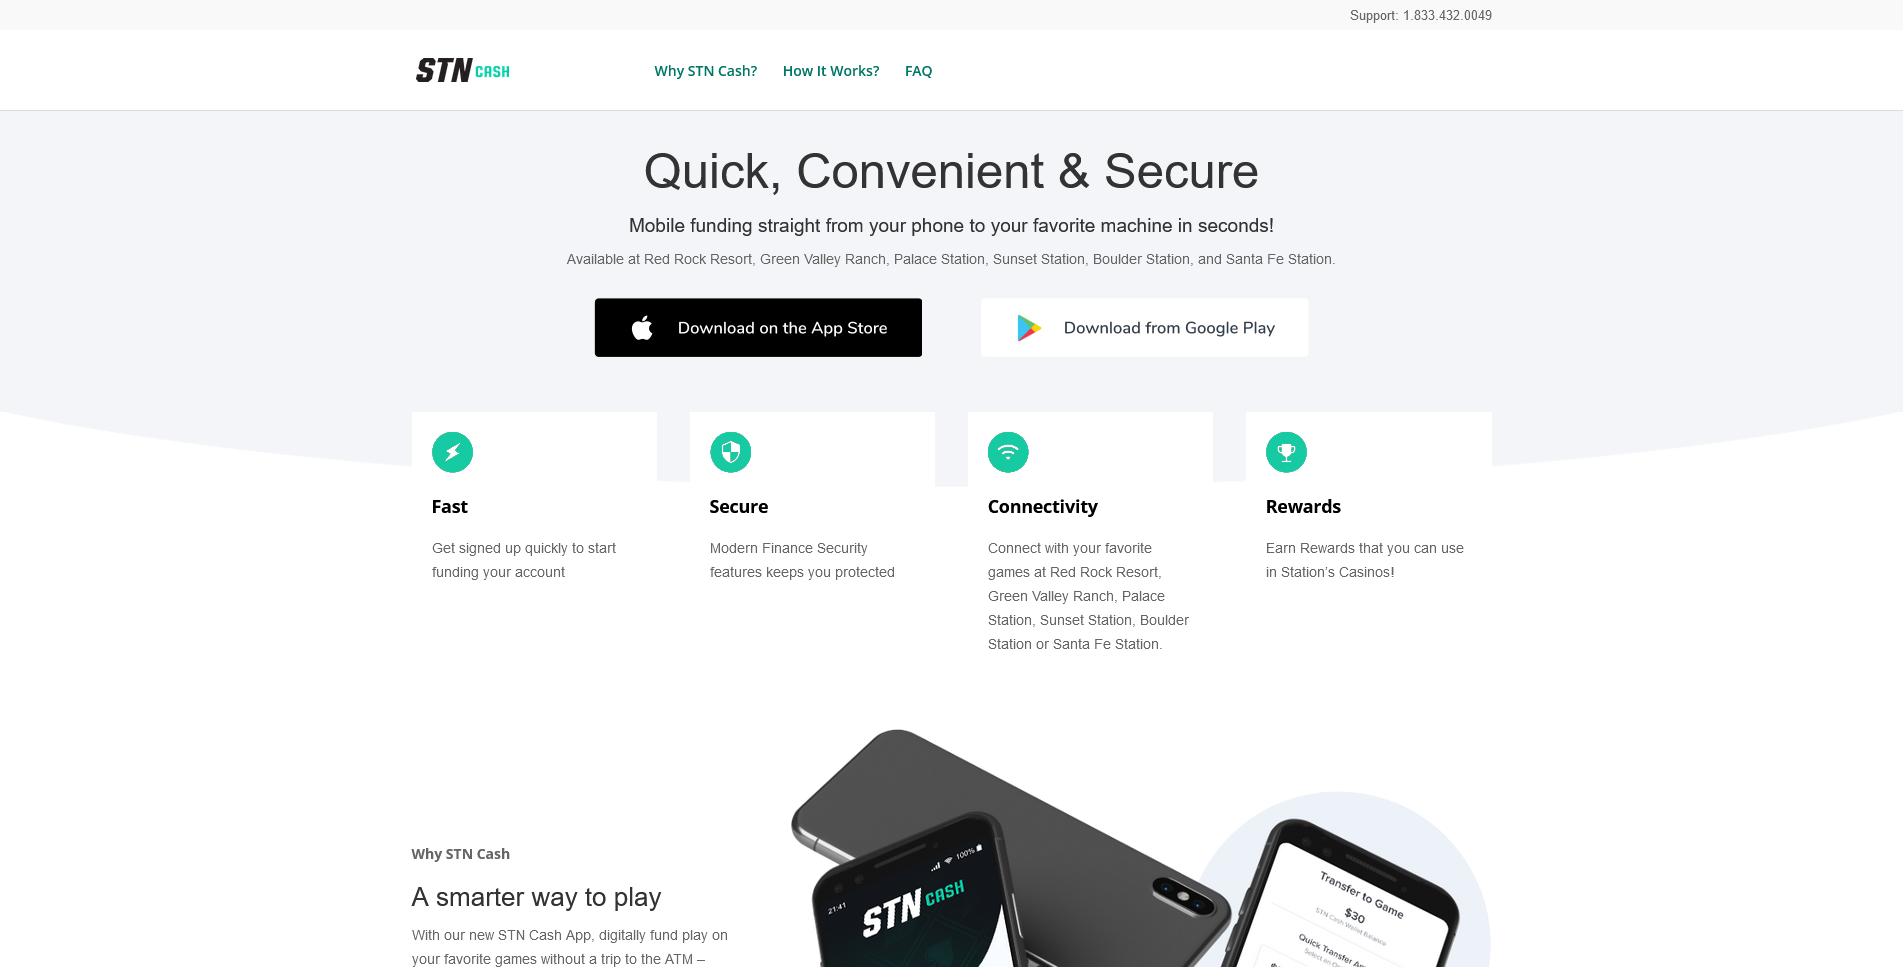 Support: 1.833.432.0049
STN CASH
Why STN Cash?
How It Works?
FAQ
Quick, Convenient & Secure
Mobile funding straight from your phone to your favorite machine in seconds!
Available at Red Rock Resort, Green Valley Ranch, Palace Station, Sunset Station, Boulder Station, and Santa Fe Station.
Download on the App Store
Download from Google Play
Fast
Get signed up quickly to start
funding your account
Secure
Modern Finance Security
features keeps you protected
Connectivity
Connect with your favorite
games at Red Rock Resort,
Green Valley Ranch, Palace
Station, Sunset Station, Boulder
Station or Santa Fe Station.
Rewards
Earn Rewards that you can use
in Station’s Casinos!
Why STN Cash
A smarter way to play
With our new STN Cash App, digitally fund play on
your favorite games without a trip to the ATM –
21:41
100%
STN CASH
Transfer to Game
$30
STN Cash Wallet Balance
Quick Transfer